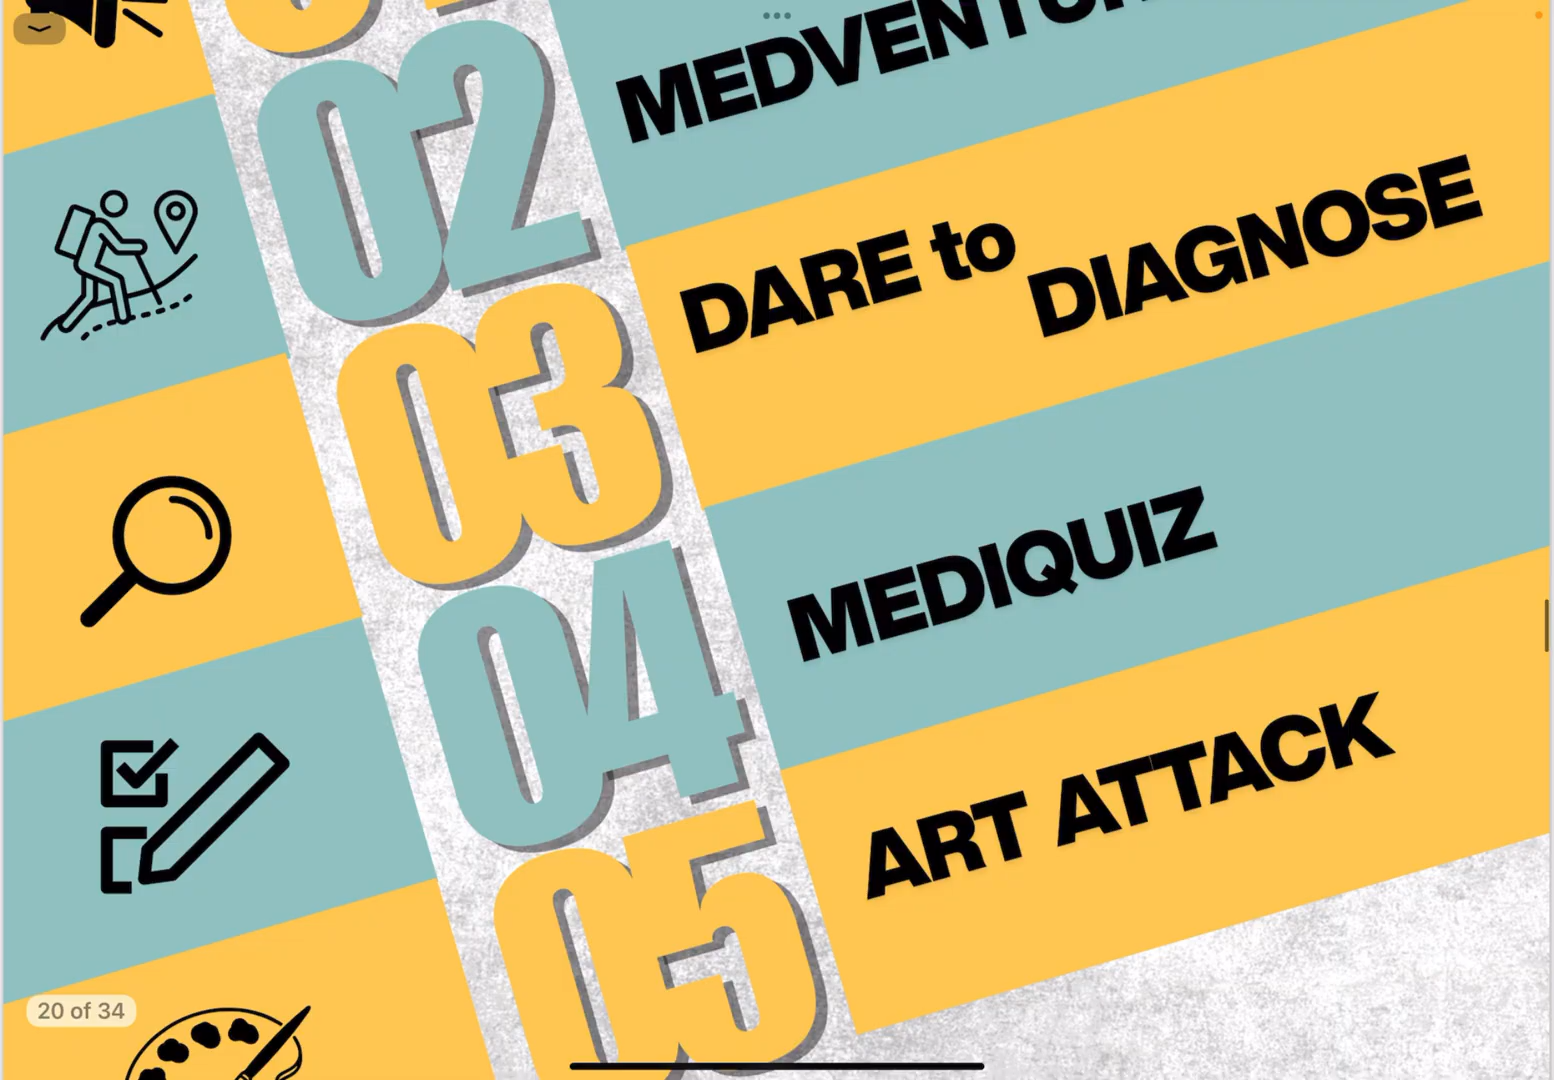 02
03
DARE to
DIAGNOSE
04
MEDIQUIZ
05
ART ATTACK
20 of 34